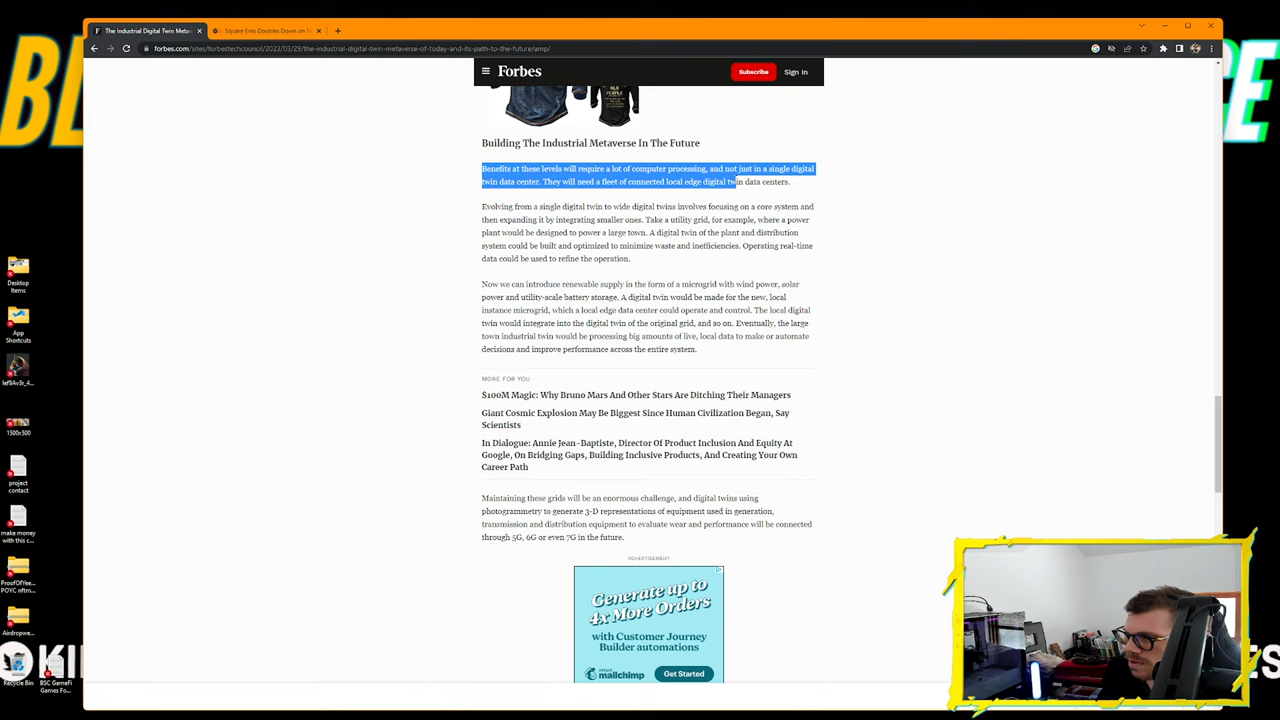 The Industrial Digital Twin Metav
Square Enix Doubles Down on
forbes.com/sites/forbestechcouncil/2023/03/29/the-industrial-digital-twin-metaverse-of-today-and-its-path-to-the-future/amp/
Forbes
Subscribe
Sign In
OLD
PEOPLE
Building The Industrial Metaverse In The Future
Benefits at these levels will require a lot of computer processing, and not just in a single digital
twin data center. They will need a fleet of connected local edge digital twin data centers.
Evolving from a single digital twin to wide digital twins involves focusing on a core system and
then expanding it by integrating smaller ones. Take a utility grid, for example, where a power
plant would be designed to power a large town. A digital twin of the plant and distribution
system could be built and optimized to minimize waste and inefficiencies. Operating real-time
data could be used to refine the operation.
Now we can introduce renewable supply in the form of a microgrid with wind power, solar
power and utility-scale battery storage. A digital twin would be made for the new, local
instance microgrid, which a local edge data center could operate and control. The local digital
twin would integrate into the digital twin of the original grid, and so on. Eventually, the large
town industrial twin would be processing big amounts of live, local data to make or automate
decisions and improve performance across the entire system.
MORE FOR YOU
$100M Magic: Why Bruno Mars And Other Stars Are Ditching Their Managers
Giant Cosmic Explosion May Be Biggest Since Human Civilization Began, Say
Scientists
In Dialogue: Annie Jean-Baptiste, Director Of Product Inclusion And Equity At
Google, On Bridging Gaps, Building Inclusive Products, And Creating Your Own
Career Path
Maintaining these grids will be an enormous challenge, and digital twins using
photogrammetry to generate 3-D representations of equipment used in generation,
transmission and distribution equipment to evaluate wear and performance will be connected
through 5G, 6G or even 7G in the future.
ADVERTISEMENT
Generate up to
4x More Orders
with Customer Journey
Builder automations
intuit
mailchimp
Get Started
Desktop
Items
App
Shortcuts
1500x500
project
contact
make money
with this c...
ProofOfYee...
POYC nftm...
Airdropwe...
Recycle Bin
BSC GameFi
Games Fo...